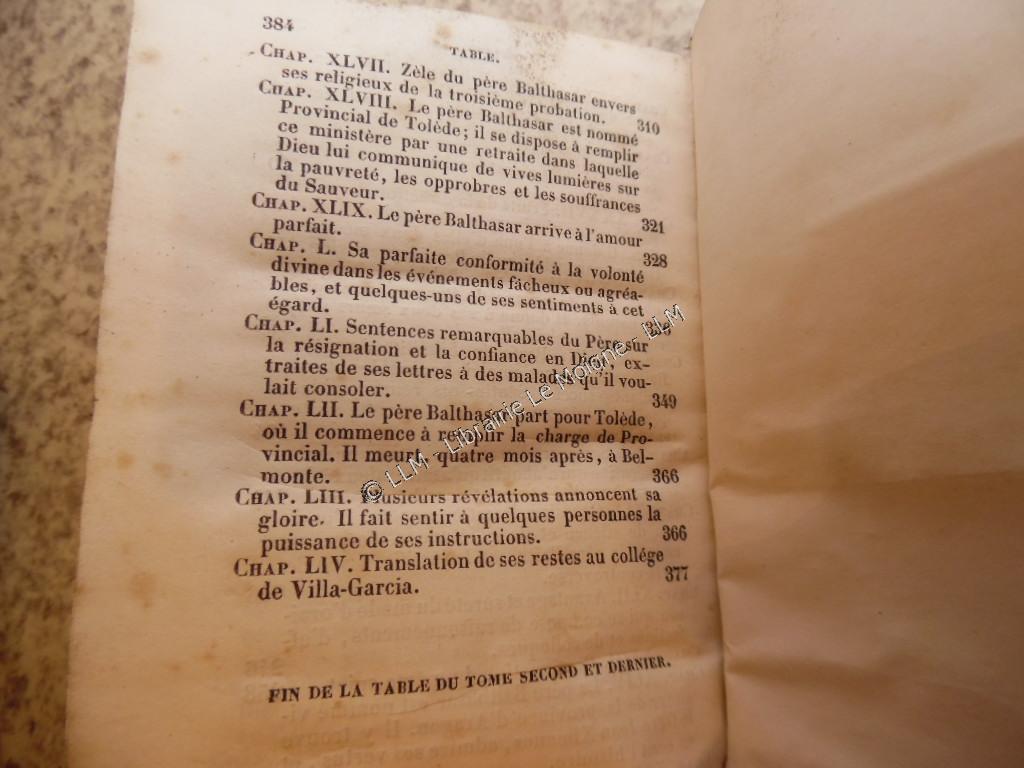 384
TABLE.
CHAP. XLVII. Zèle du père Balthasar envers
ses religieux de la troisième probation. 310
CHAP. XLVIII. Le père Balthasar est nommé
Provincial de Tolède; il se dispose à remplir
ce ministère par une retraite dans laquelle
Dieu lui communique de vives lumières sur
la pauvreté, les opprobres et les souffrances
du Sauveur. 321
CHAP. XLIX. Le père Balthasar arrive à l'amour
parfait. 328
CHAP. L. Sa parfaite conformité à la volonté
divine dans les événements fâcheux ou agréa-
bles, et quelques-uns de ses sentiments à cet
égard.
CHAP. LI. Sentences remarquables du Père sur
la résignation et la confiance en Dieu, ex-
traites de ses lettres à des malades qu'il vou-
lait consoler. 349
CHAP. LII. Le père Balthasar part pour Tolède,
où il commence à remplir la charge de Pro-
vincial. Il meurt, quatre mois après, à Bel-
monte. 366
CHAP. LIII. Plusieurs révélations annoncent sa
gloire. Il fait sentir à quelques personnes la
puissance de ses instructions. 366
CHAP. LIV. Translation de ses restes au collége
de Villa-Garcia. 377
FIN DE LA TABLE DU TOME SECOND ET DERNIER.
© LLM - Librairie Le Moigne - LLM